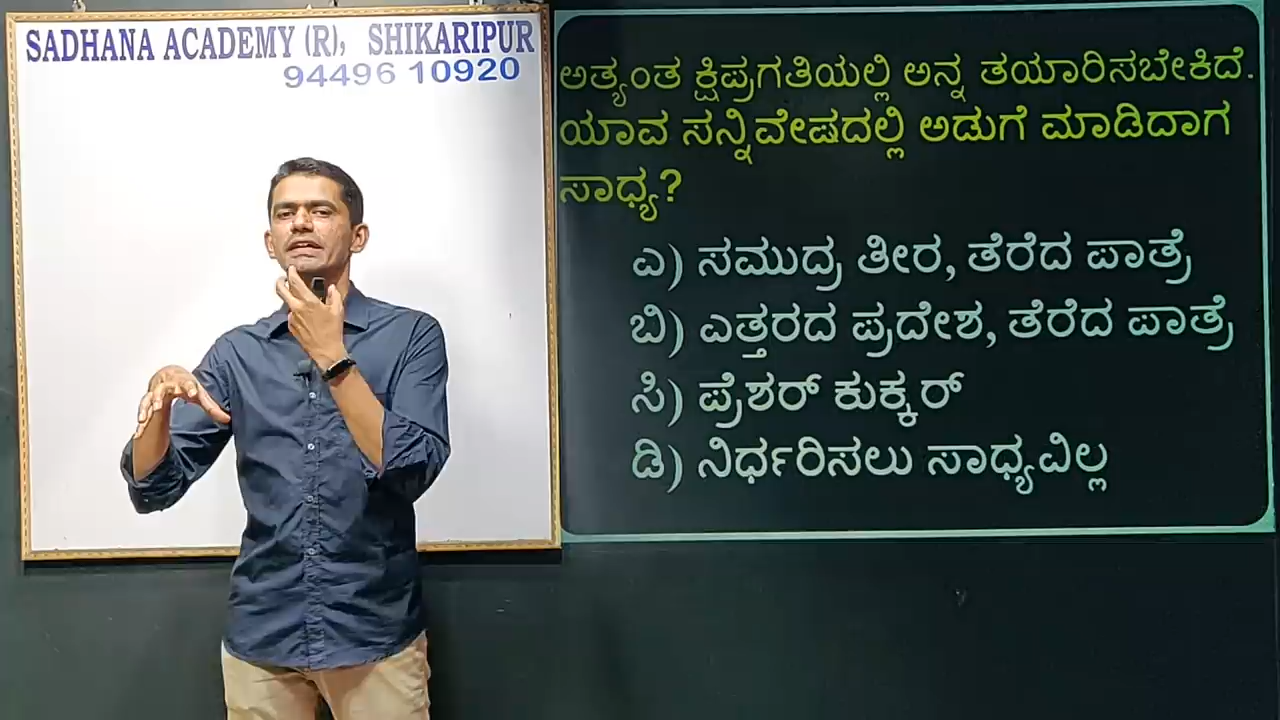 SADHANA ACADEMY (R), SHIKARIPUR
94496 10920
ಅತ್ಯಂತ ಕ್ಷಿಪ್ರಗತಿಯಲ್ಲಿ ಅನ್ನ ತಯಾರಿಸಬೇಕಿದೆ.
ಯಾವ ಸನ್ನಿವೇಷದಲ್ಲಿ ಅಡುಗೆ ಮಾಡಿದಾಗ
ಸಾಧ್ಯ?
ಎ) ಸಮುದ್ರ ತೀರ, ತೆರೆದ ಪಾತ್ರೆ
ಬಿ) ಎತ್ತರದ ಪ್ರದೇಶ, ತೆರೆದ ಪಾತ್ರೆ
ಸಿ) ಪ್ರೆಶರ್ ಕುಕ್ಕರ್
ಡಿ) ನಿರ್ಧರಿಸಲು ಸಾಧ್ಯವಿಲ್ಲ